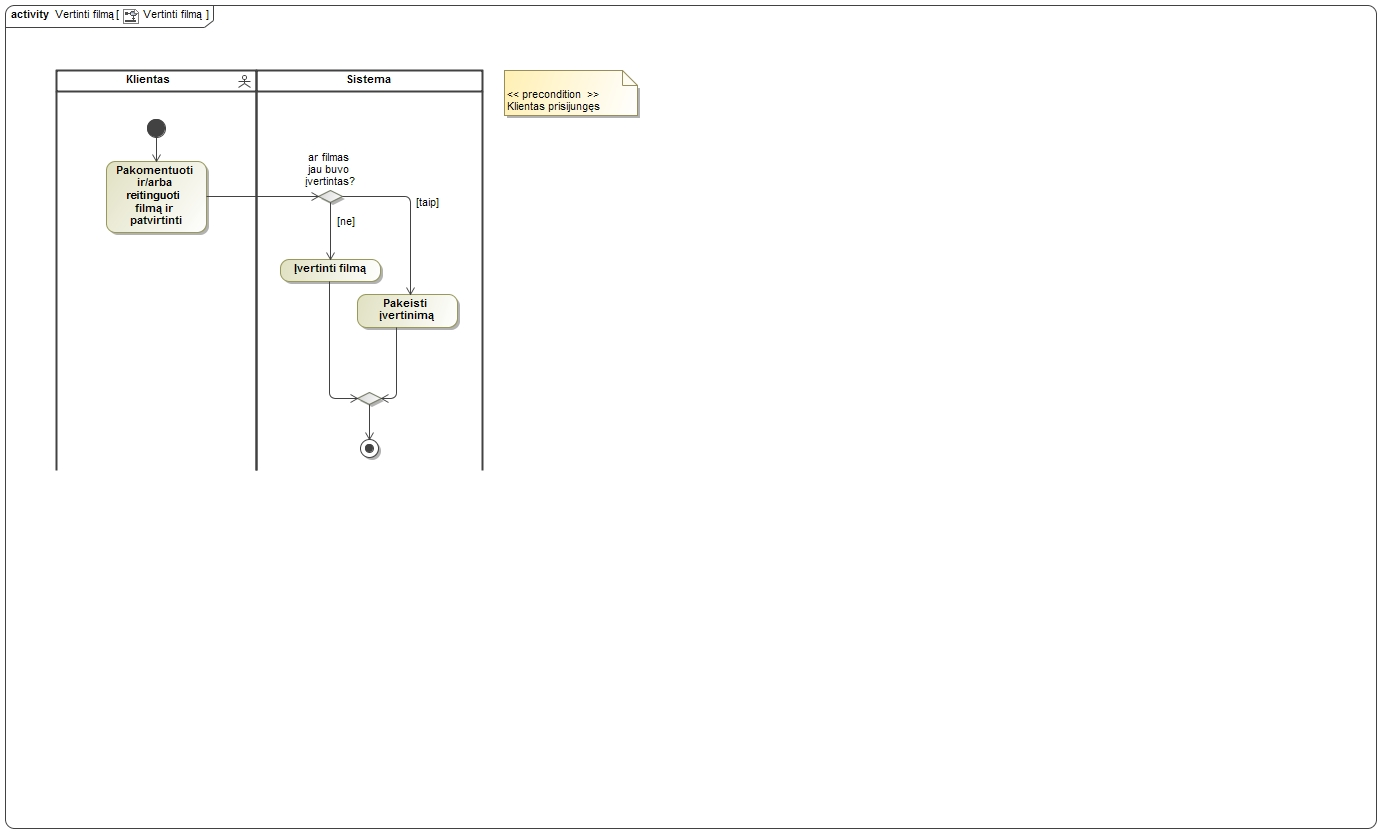 activity Vertinti filmą [ Vertinti filmą ]
Klientas
Sistema
<< precondition >>
Klientas prisijungęs
ar filmas
jau buvo
įvertintas?
Pakomentuoti
ir/arba
reitinguoti
filmą ir
patvirtinti
[taip]
[ne]
Įvertinti filmą
Pakeisti
įvertinimą